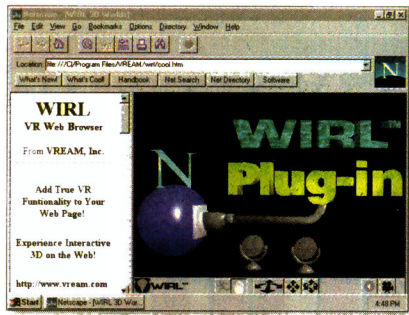 Netscape - [WIRL 3D Worlds]
File Edit View Go Bookmarks Options Directory Window Help
Location: file:///C|/Program Files/VREAM/wirl/cool.htm
What's New! What's Cool! Handbook Net Search Net Directory Software
N
WIRL
VR Web Browser
From VREAM, Inc.
Add True VR
Funtionality to Your
Web Page!
Experience Interactive
3D on the Web!
http://www.vream.com
WIRL™
Plug-in
N
WIRL™
Start Netscape - [WIRL 3D Wor... 4:48 PM